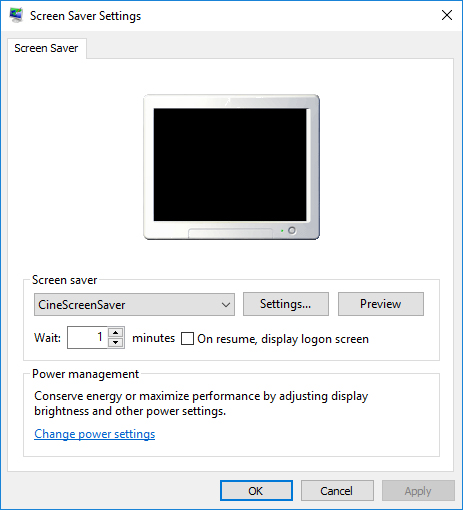 Screen Saver Settings
Screen Saver
Screen saver
CineScreenSaver
Settings...
Preview
Wait: 1 minutes On resume, display logon screen
Power management
Conserve energy or maximize performance by adjusting display
brightness and other power settings.
Change power settings
OK
Cancel
Apply